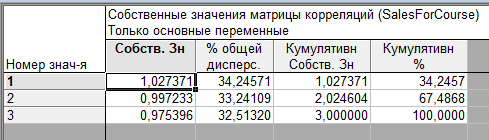 Собственные значения матрицы корреляций (SalesForCourse)
Только основные переменные
Номер знач-я Собств. Зн % общей дисперс. Кумулятивн Собств. Зн Кумулятивн %
1 1,027371 34,24571 1,027371 34,2457
2 0,997233 33,24109 2,024604 67,4868
3 0,975396 32,51320 3,000000 100,0000